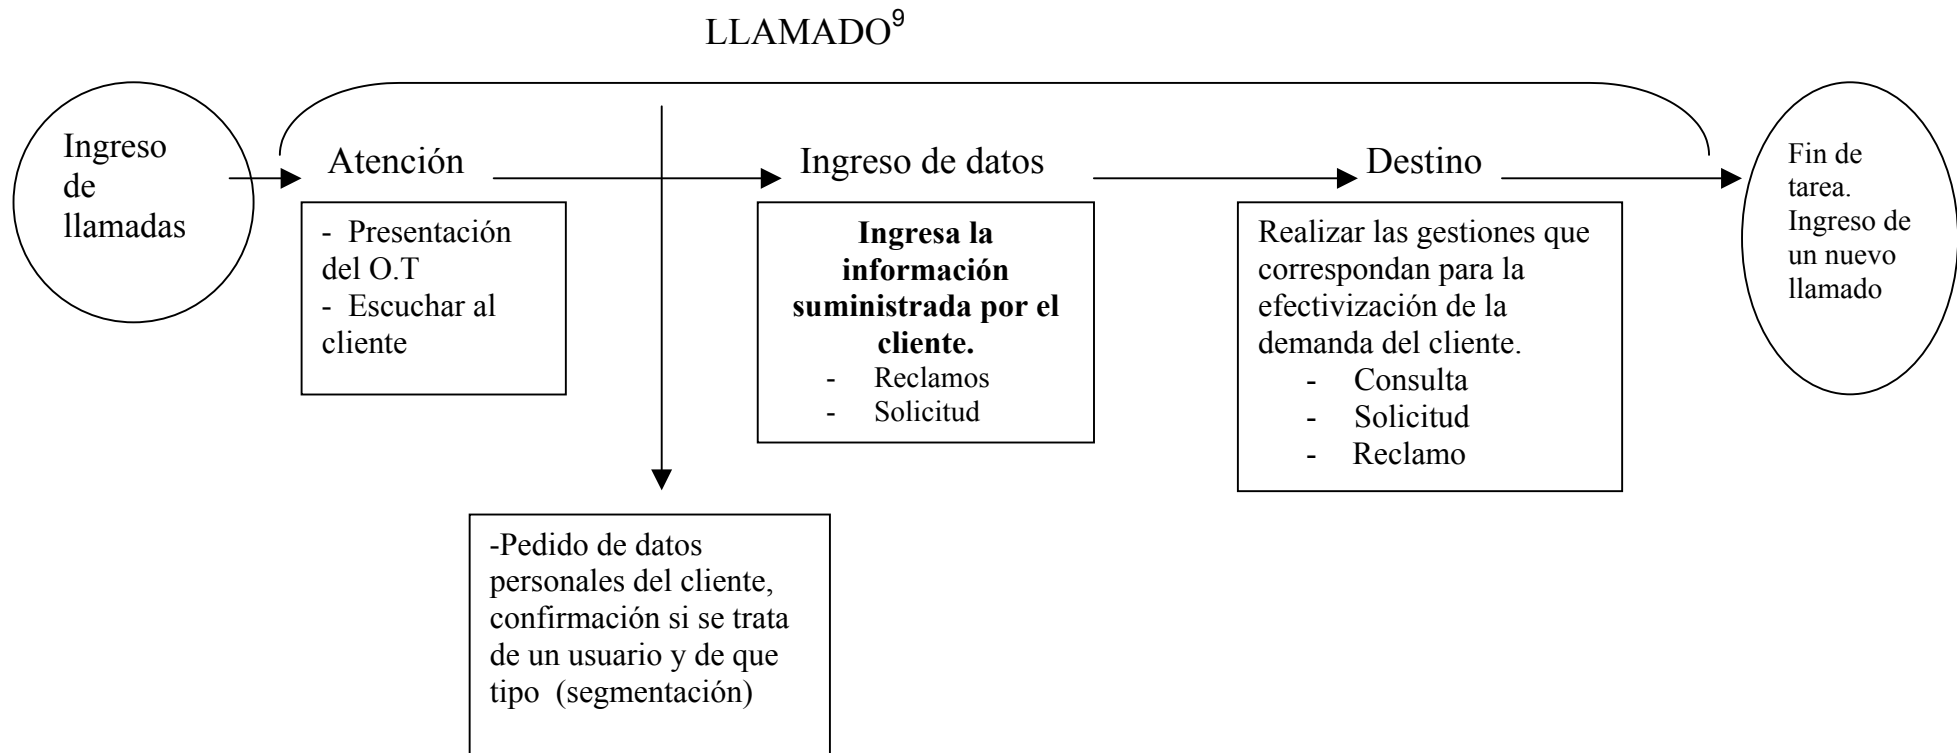 LLAMADO⁹
Ingreso
de
llamadas
Atención
- Presentación
del O.T
- Escuchar al
cliente
Ingreso de datos
Ingresa la
información
suministrada por el
cliente.
- Reclamos
- Solicitud
Destino
Realizar las gestiones que
correspondan para la
efectivización de la
demanda del cliente.
- Consulta
- Solicitud
- Reclamo
Fin de
tarea.
Ingreso de
un nuevo
llamado
-Pedido de datos
personales del cliente,
confirmación si se trata
de un usuario y de que
tipo (segmentación)